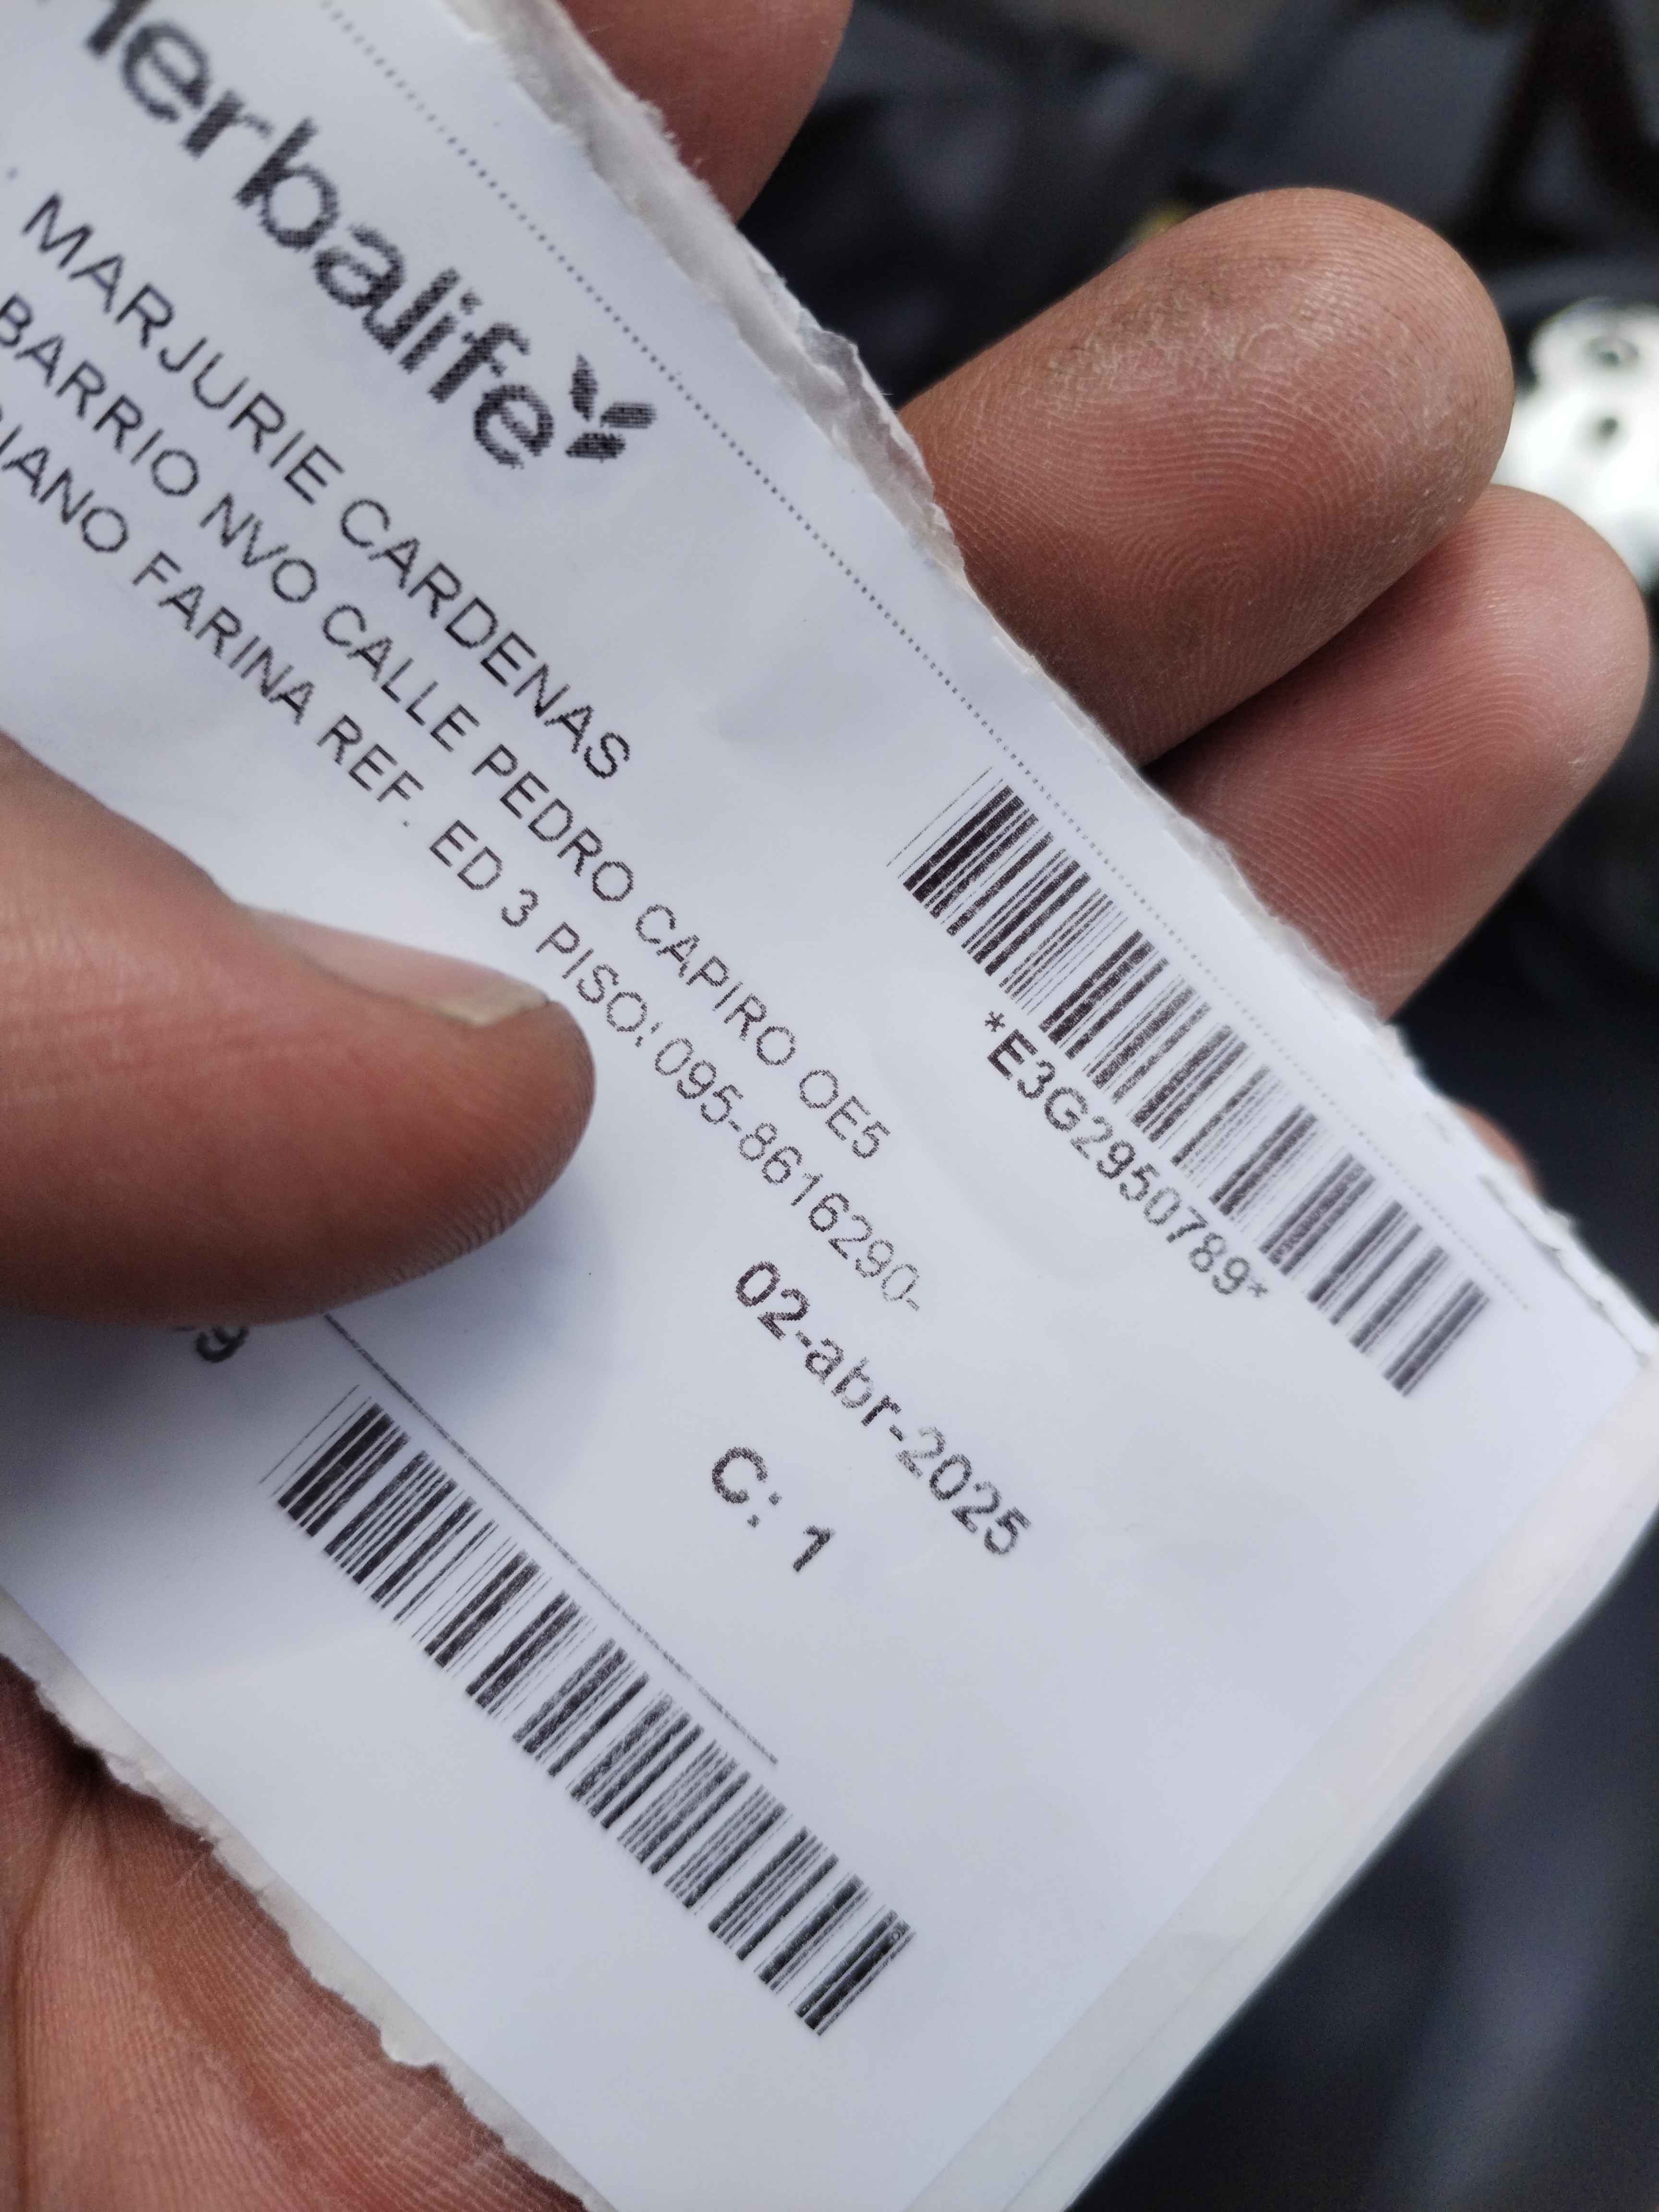 Herbalife
MARJURIE CARDENAS
BARRIO NVO CALLE PEDRO CAPIRO OE5
FARINA REF. ED 3 PISO: 095-8616290-
*E3G2950789*
02-abr-2025
C: 1